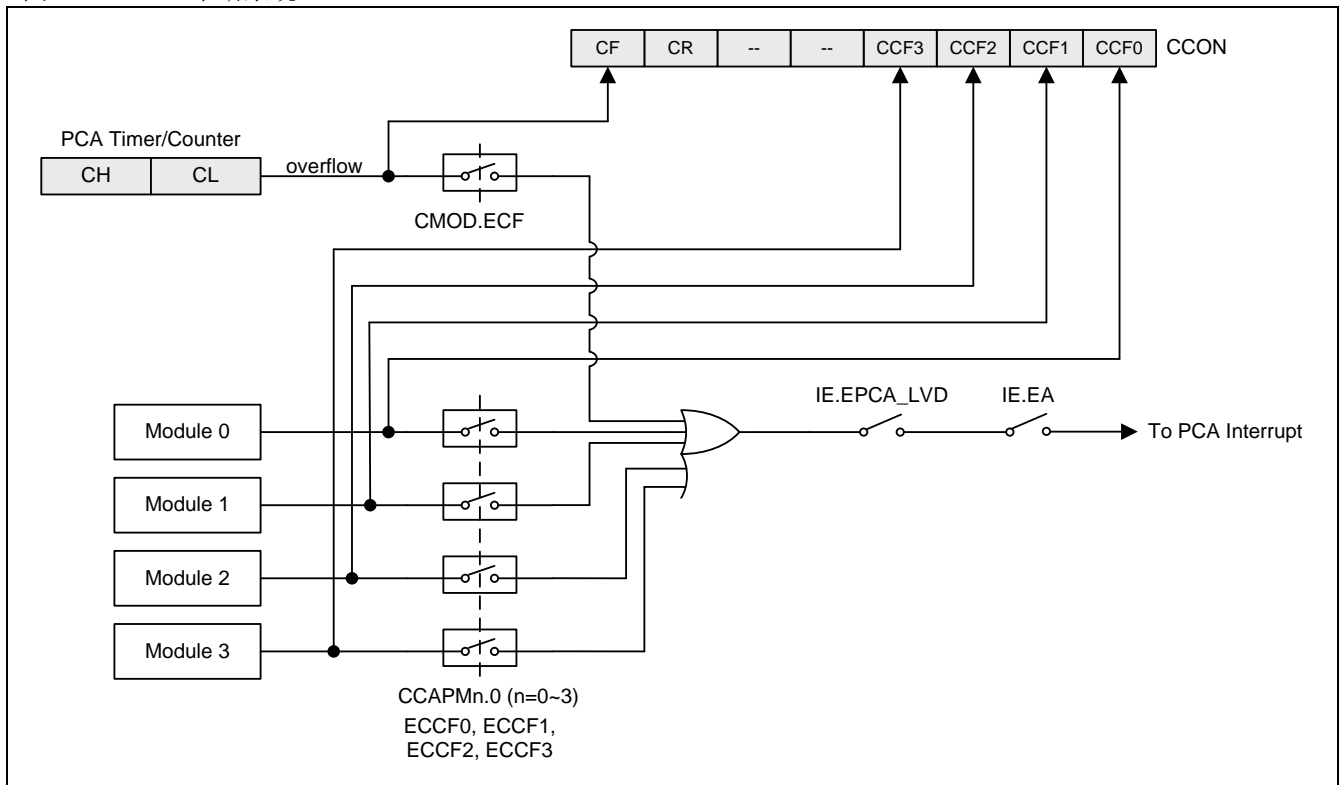 CF CR -- -- CCF3 CCF2 CCF1 CCF0 CCON
PCA Timer/Counter
CH CL overflow
CMOD.ECF
IE.EPCA_LVD IE.EA
Module 0
To PCA Interrupt
Module 1
Module 2
Module 3
CCAPMn.0 (n=0~3)
ECCF0, ECCF1,
ECCF2, ECCF3